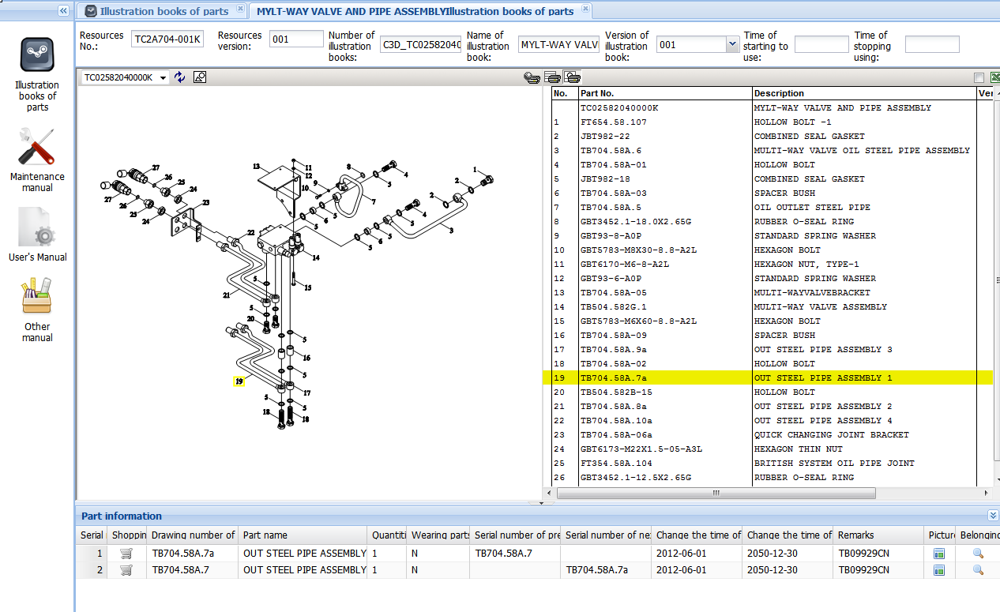 Illustration books of parts
MYLT-WAY VALVE AND PIPE ASSEMBLYIllustration books of parts
Illustration books of parts
Maintenance manual
User's Manual
Other manual
Resources No.: TC2A704-001K
Resources version: 001
Number of illustration books: C3D_TC02582040
Name of illustration book: MYLT-WAY VALV
Version of illustration book: 001
Time of starting to use:
Time of stopping using:
TC02582040000K
13 11 12 10 9 8 4 5 7 1 2 2
27 26 25 24 23 27 26 25 24
5 6 5 4 5 3 5 6 5
22 14 15 21 5 5 20
5 16 5 19 17 5 5 18 18
No. Part No. Description Ver
TC02582040000K MYLT-WAY VALVE AND PIPE ASSEMBLY
1 FT654.58.107 HOLLOW BOLT -1
2 JBT982-22 COMBINED SEAL GASKET
3 TB704.58A.6 MULTI-WAY VALVE OIL STEEL PIPE ASSEMBLY
4 TB704.58A-01 HOLLOW BOLT
5 JBT982-18 COMBINED SEAL GASKET
6 TB704.58A-03 SPACER BUSH
7 TB704.58A.5 OIL OUTLET STEEL PIPE
8 GBT3452.1-18.0X2.65G RUBBER O-SEAL RING
9 GBT93-8-A0P STANDARD SPRING WASHER
10 GBT5783-M8X30-8.8-A2L HEXAGON BOLT
11 GBT6170-M6-8-A2L HEXAGON NUT, TYPE-1
12 GBT93-6-A0P STANDARD SPRING WASHER
13 TB704.58A-05 MULTI-WAYVALVEBRACKET
14 TB504.582G.1 MULTI-WAY VALVE ASSEMBLY
15 GBT5783-M6X60-8.8-A2L HEXAGON BOLT
16 TB704.58A-09 SPACER BUSH
17 TB704.58A.9a OUT STEEL PIPE ASSEMBLY 3
18 TB704.58A-02 HOLLOW BOLT
19 TB704.58A.7a OUT STEEL PIPE ASSEMBLY 1
20 TB504.582B-15 HOLLOW BOLT
21 TB704.58A.8a OUT STEEL PIPE ASSEMBLY 2
22 TB704.58A.10a OUT STEEL PIPE ASSEMBLY 4
23 TB704.58A-06a QUICK CHANGING JOINT BRACKET
24 GBT6173-M22X1.5-05-A3L HEXAGON THIN NUT
25 FT354.58A.104 BRITISH SYSTEM OIL PIPE JOINT
26 GBT3452.1-12.5X2.65G RUBBER O-SEAL RING
Part information
Serial Shoppin Drawing number of Part name Quantiti Wearing parts Serial number of pre Serial number of nex Change the time of Change the time of Remarks Picture Belonging
1 TB704.58A.7a OUT STEEL PIPE ASSEMBLY 1 N TB704.58A.7 2012-06-01 2050-12-30 TB09929CN
2 TB704.58A.7 OUT STEEL PIPE ASSEMBLY 1 N TB704.58A.7a 2012-06-01 2050-12-30 TB09929CN